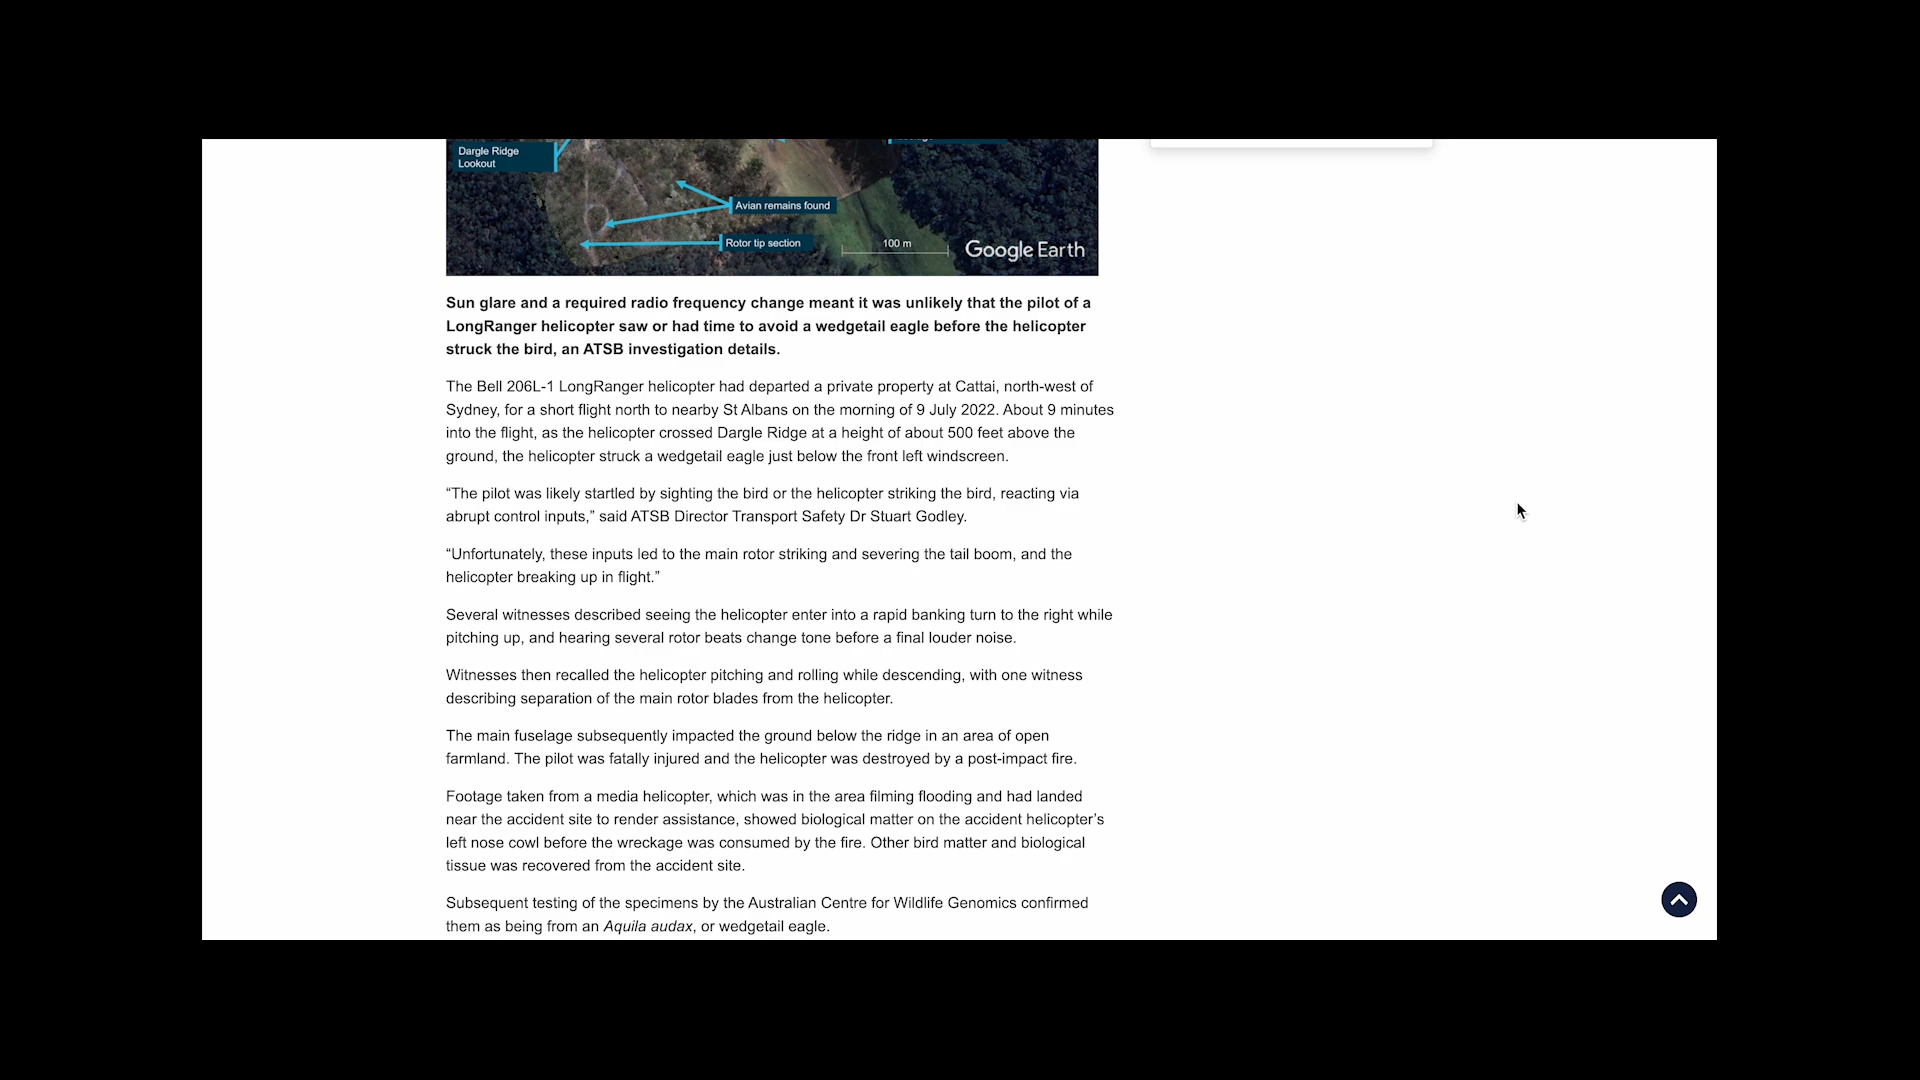 Dargle Ridge
Lookout
Avian remains found
Rotor tip section
100 m
Google Earth
Sun glare and a required radio frequency change meant it was unlikely that the pilot of a
LongRanger helicopter saw or had time to avoid a wedgetail eagle before the helicopter
struck the bird, an ATSB investigation details.
The Bell 206L-1 LongRanger helicopter had departed a private property at Cattai, north-west of
Sydney, for a short flight north to nearby St Albans on the morning of 9 July 2022. About 9 minutes
into the flight, as the helicopter crossed Dargle Ridge at a height of about 500 feet above the
ground, the helicopter struck a wedgetail eagle just below the front left windscreen.
“The pilot was likely startled by sighting the bird or the helicopter striking the bird, reacting via
abrupt control inputs,” said ATSB Director Transport Safety Dr Stuart Godley.
“Unfortunately, these inputs led to the main rotor striking and severing the tail boom, and the
helicopter breaking up in flight.”
Several witnesses described seeing the helicopter enter into a rapid banking turn to the right while
pitching up, and hearing several rotor beats change tone before a final louder noise.
Witnesses then recalled the helicopter pitching and rolling while descending, with one witness
describing separation of the main rotor blades from the helicopter.
The main fuselage subsequently impacted the ground below the ridge in an area of open
farmland. The pilot was fatally injured and the helicopter was destroyed by a post-impact fire.
Footage taken from a media helicopter, which was in the area filming flooding and had landed
near the accident site to render assistance, showed biological matter on the accident helicopter’s
left nose cowl before the wreckage was consumed by the fire. Other bird matter and biological
tissue was recovered from the accident site.
Subsequent testing of the specimens by the Australian Centre for Wildlife Genomics confirmed
them as being from an Aquila audax, or wedgetail eagle.